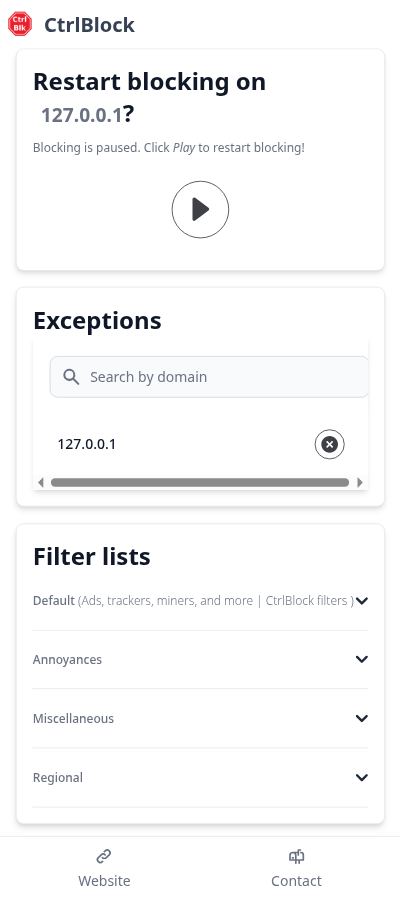 Ctrl
Blk
CtrlBlock
Restart blocking on
127.0.0.1?
Blocking is paused. Click Play to restart blocking!
Exceptions
Search by domain
127.0.0.1
Filter lists
Default (Ads, trackers, miners, and more | CtrlBlock filters )
Annoyances
Miscellaneous
Regional
Website
Contact